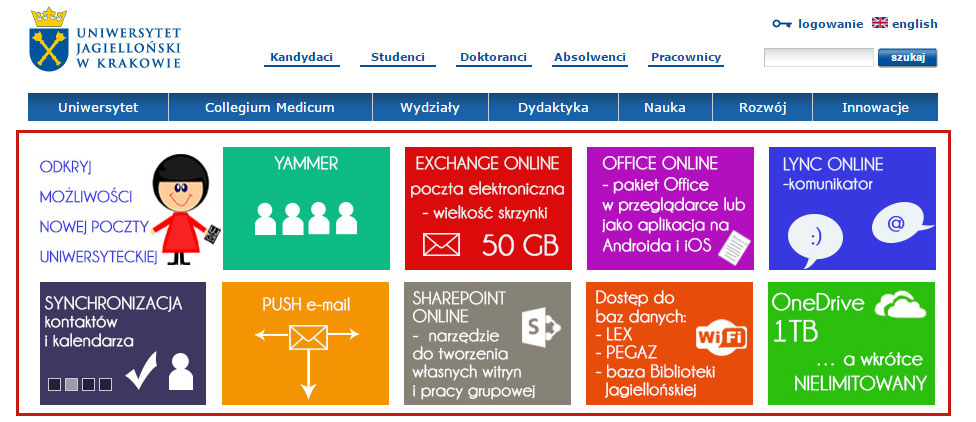 UNIWERSYTET
JAGIELLOŃSKI
W KRAKOWIE
logowanie english
Kandydaci Studenci Doktoranci Absolwenci Pracownicy
szukaj
Uniwersytet Collegium Medicum Wydziały Dydaktyka Nauka Rozwój Innowacje
ODKRYJ
MOŻLIWOŚCI
NOWEJ POCZTY
UNIWERSYTECKIEJ
YAMMER
EXCHANGE ONLINE
poczta elektroniczna
- wielkość skrzynki
50 GB
OFFICE ONLINE
- pakiet Office
w przeglądarce lub
jako aplikacja na
Androida i iOS
LYNC ONLINE
-komunikator
:)
@
SYNCHRONIZACJA
kontaktów
i kalendarza
PUSH e-mail
SHAREPOINT
ONLINE
- narzędzie
do tworzenia
własnych witryn
i pracy grupowej
S
Dostęp do
baz danych:
- LEX
- PEGAZ
- baza Biblioteki
Jagiellońskiej
WiFi
OneDrive
1TB
... a wkrótce
NIELIMITOWANY